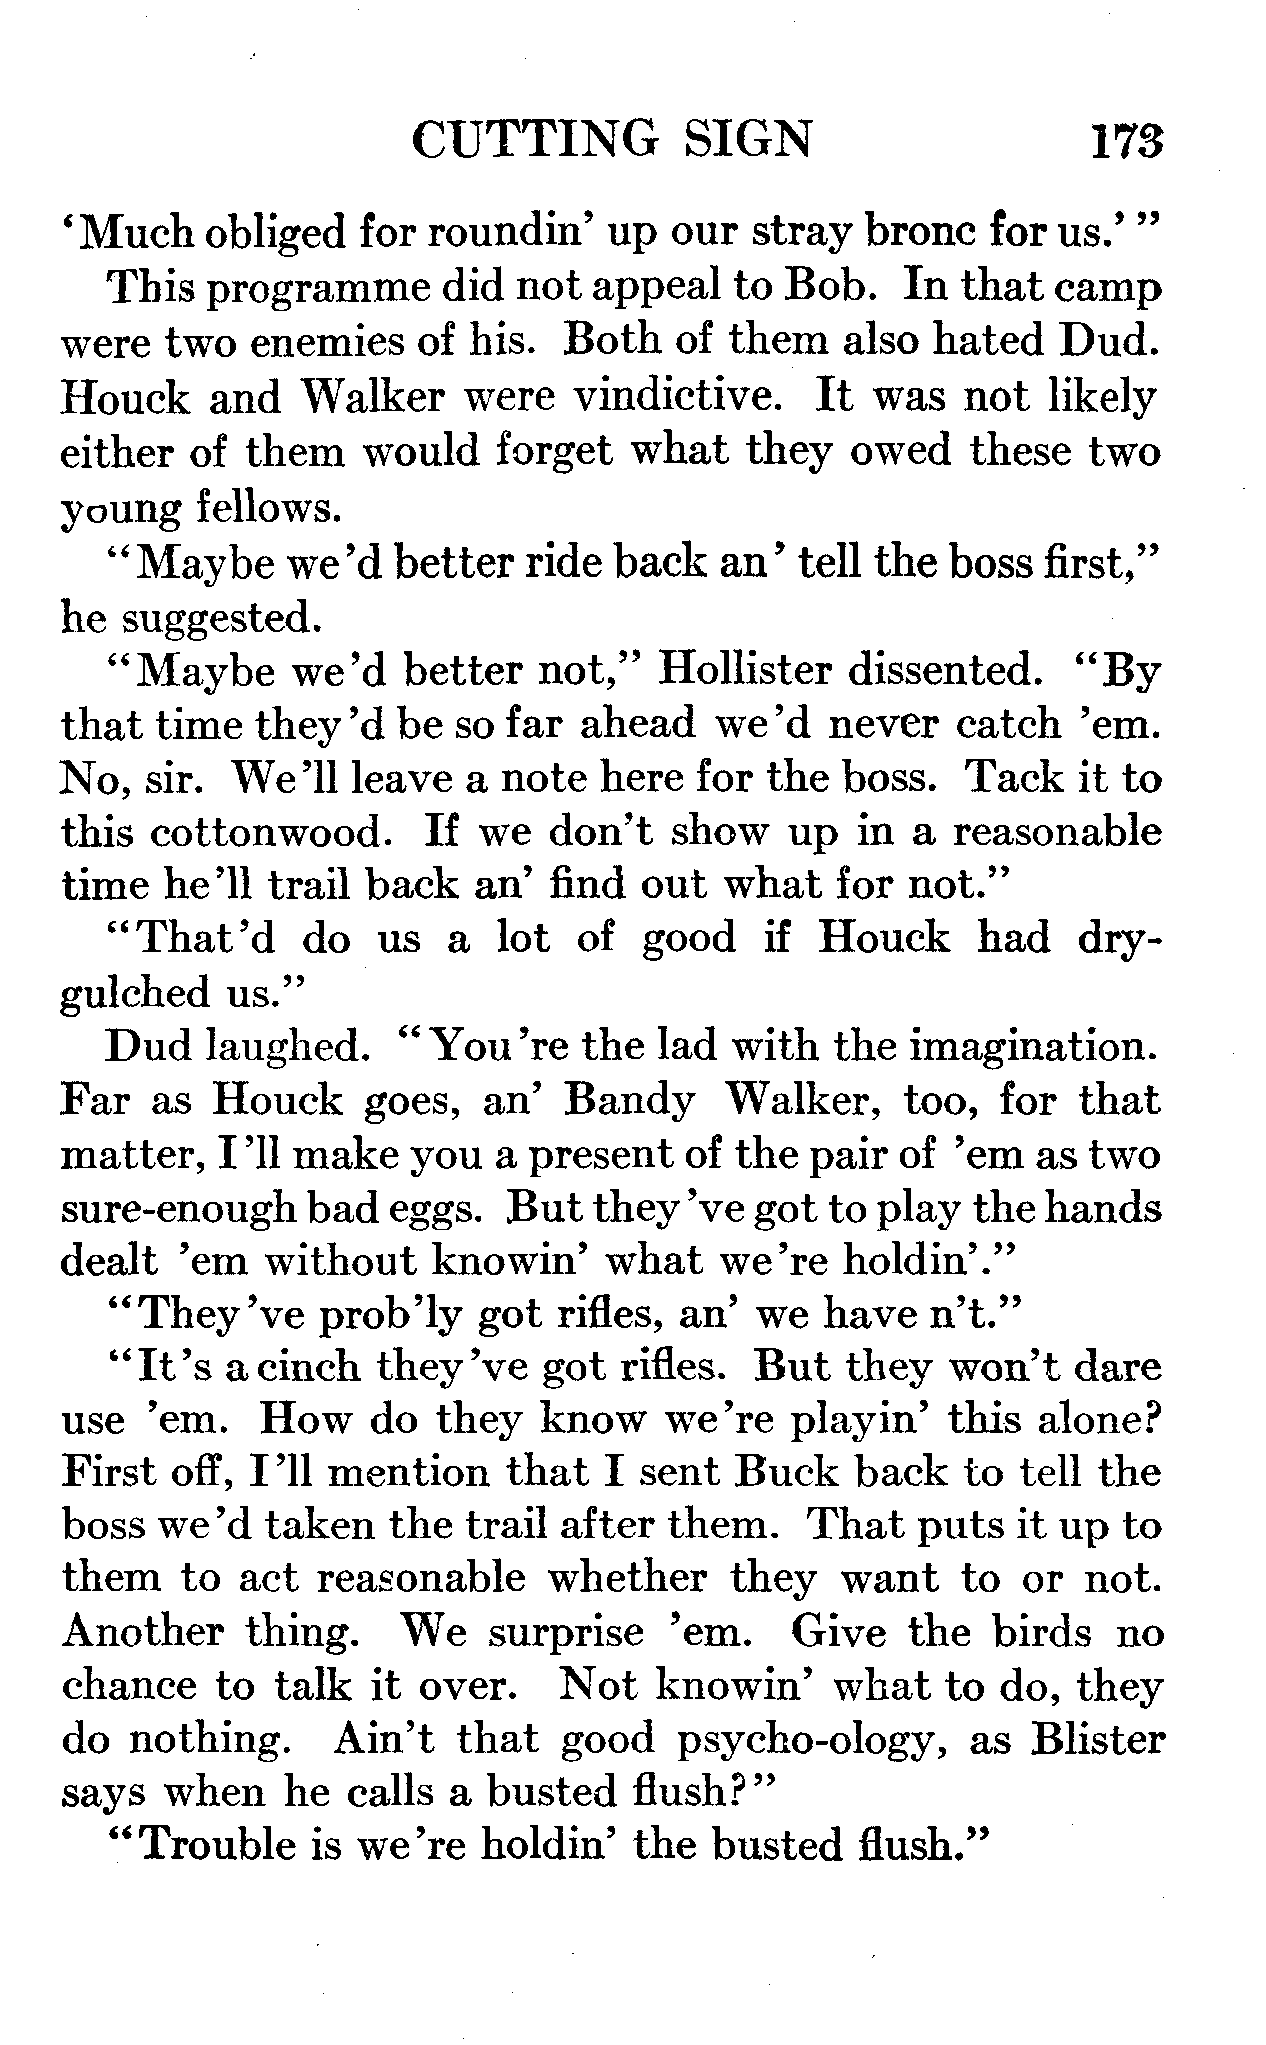 CUTTING SIGN 173
‘Much obliged for roundin’ up our stray bronc for us.’”
This programme did not appeal to Bob. In that camp
were two enemies of his. Both of them also hated Dud.
Houck and Walker were vindictive. It was not likely
either of them would forget what they owed these two
young fellows.
“Maybe we’d better ride back an’ tell the boss first,”
he suggested.
“Maybe we’d better not,” Hollister dissented. “By
that time they’d be so far ahead we’d never catch ’em.
No, sir. We’ll leave a note here for the boss. Tack it to
this cottonwood. If we don’t show up in a reasonable
time he’ll trail back an’ find out what for not.”
“That’d do us a lot of good if Houck had dry-
gulched us.”
Dud laughed. “You’re the lad with the imagination.
Far as Houck goes, an’ Bandy Walker, too, for that
matter, I’ll make you a present of the pair of ’em as two
sure-enough bad eggs. But they’ve got to play the hands
dealt ’em without knowin’ what we’re holdin’.”
“They’ve prob’ly got rifles, an’ we have n’t.”
“It’s a cinch they’ve got rifles. But they won’t dare
use ’em. How do they know we’re playin’ this alone?
First off, I’ll mention that I sent Buck back to tell the
boss we’d taken the trail after them. That puts it up to
them to act reasonable whether they want to or not.
Another thing. We surprise ’em. Give the birds no
chance to talk it over. Not knowin’ what to do, they
do nothing. Ain’t that good psycho-ology, as Blister
says when he calls a busted flush?”
“Trouble is we’re holdin’ the busted flush.”